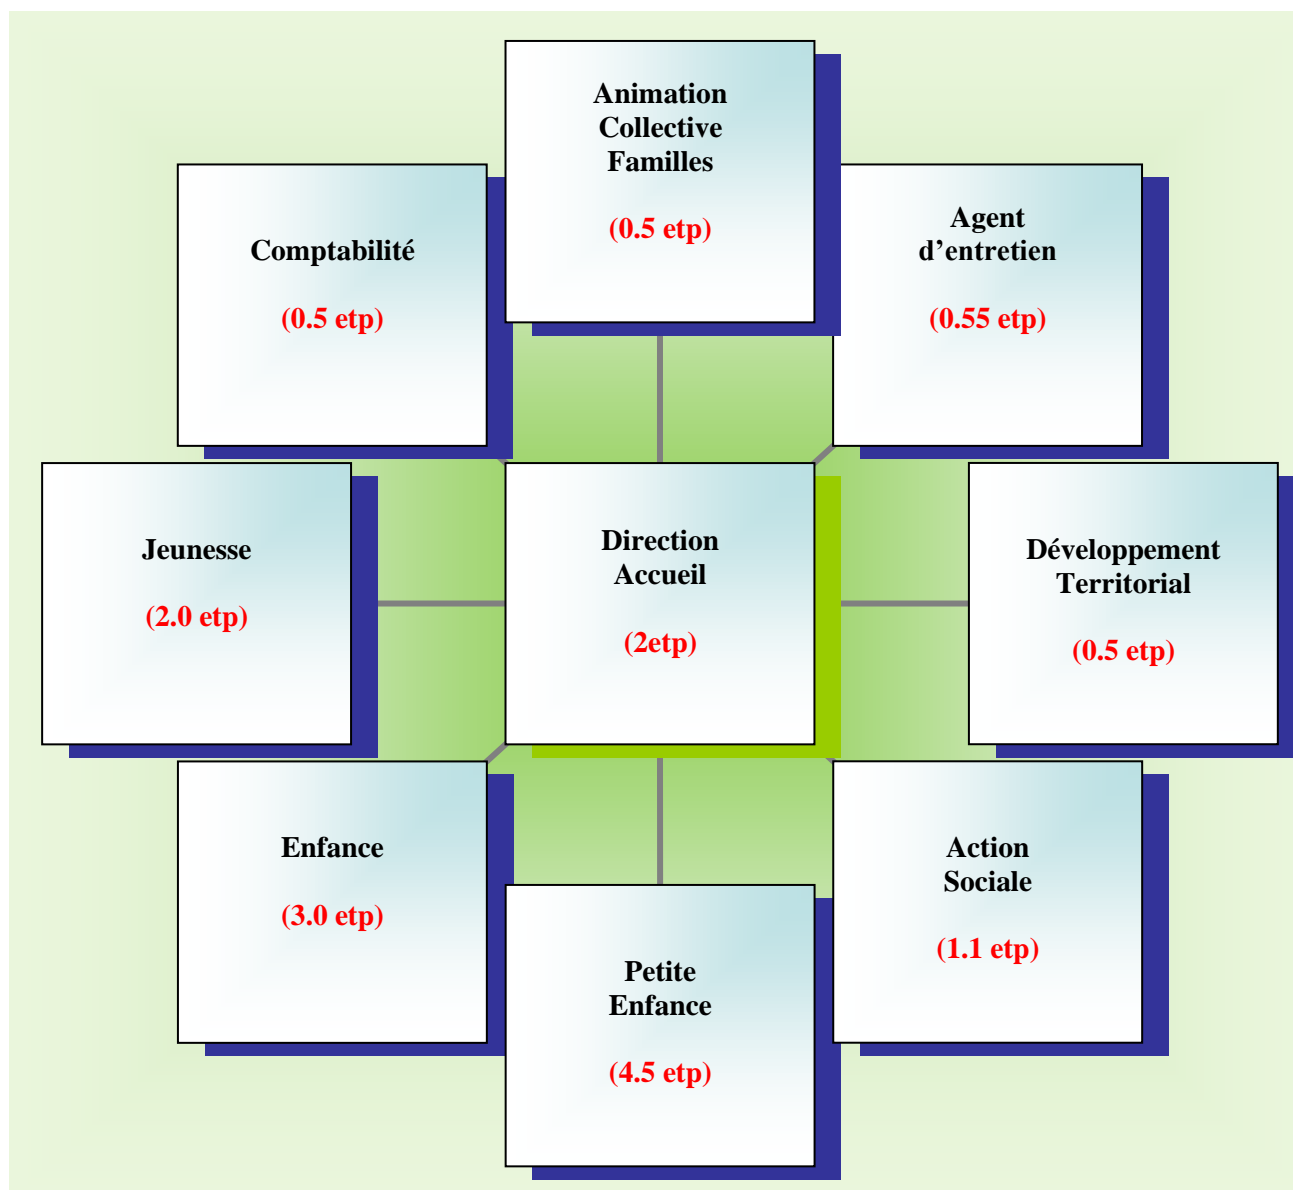 Animation
Collective
Familles
(0.5 etp)
Comptabilité
(0.5 etp)
Agent
d’entretien
(0.55 etp)
Jeunesse
(2.0 etp)
Direction
Accueil
(2etp)
Développement
Territorial
(0.5 etp)
Enfance
(3.0 etp)
Petite
Enfance
(4.5 etp)
Action
Sociale
(1.1 etp)